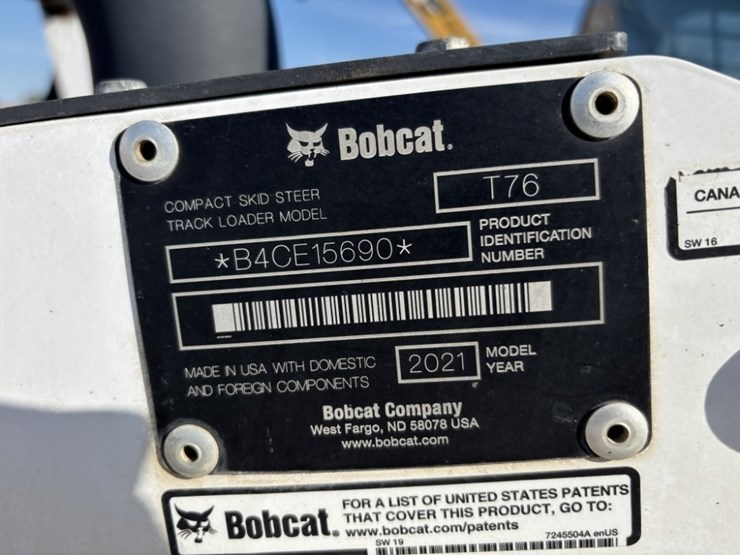 Bobcat.
COMPACT SKID STEER
TRACK LOADER MODEL
T76
*B4CE15690*
PRODUCT
IDENTIFICATION
NUMBER
MADE IN USA WITH DOMESTIC
AND FOREIGN COMPONENTS
2021
MODEL
YEAR
Bobcat Company
West Fargo, ND 58078 USA
www.bobcat.com
CANA
SW 16
Bobcat.
FOR A LIST OF UNITED STATES PATENTS
THAT COVER THIS PRODUCT, GO TO:
www.bobcat.com/patents
SW 19
7245504A enUS